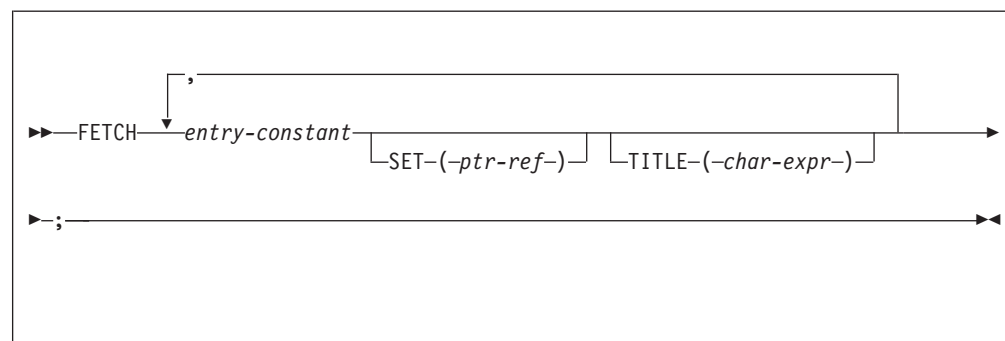 ,
FETCH entry-constant
SET ( ptr-ref ) TITLE ( char-expr )
;